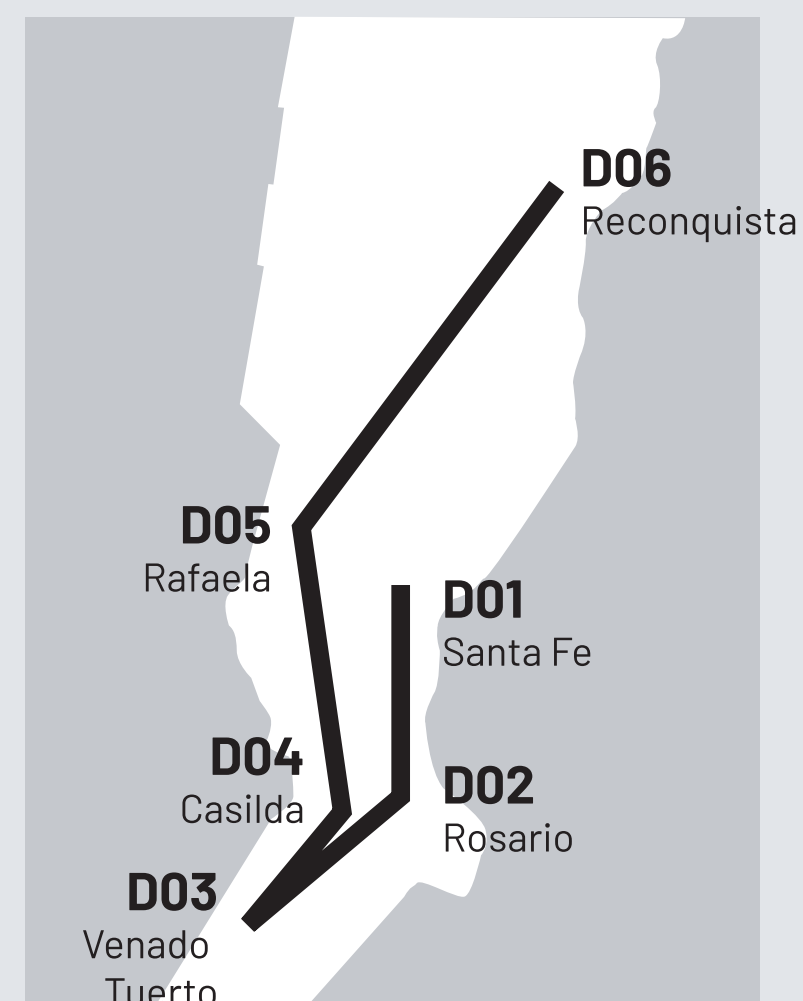 D06
Reconquista
D05
Rafaela
D01
Santa Fe
D04
Casilda
D02
Rosario
D03
Venado
Tuerto